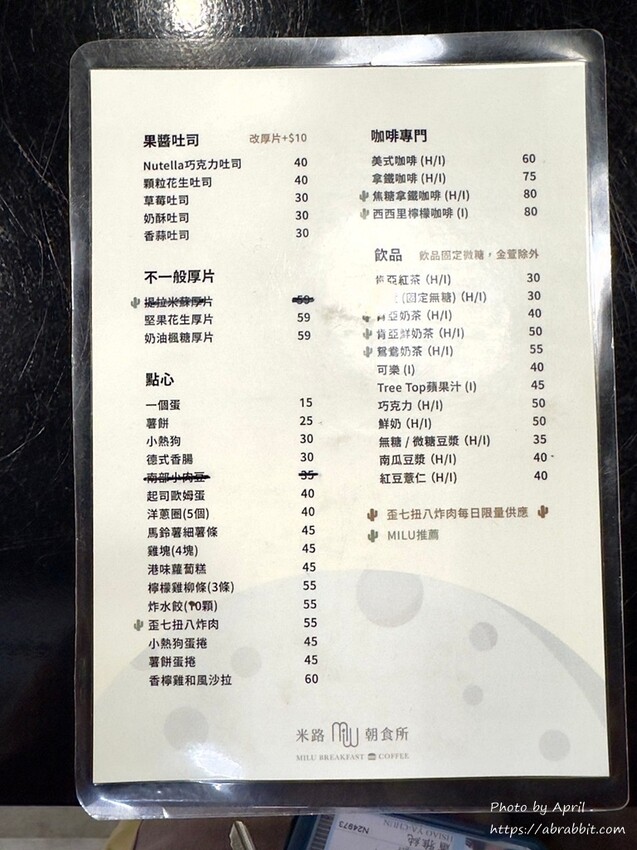 果醬吐司 改厚片+$10
Nutella巧克力吐司 40
顆粒花生吐司 40
草莓吐司 30
奶酥吐司 30
香蒜吐司 30
不一般厚片
提拉米蘇厚片 59
堅果花生厚片 59
奶油楓糖厚片 59
點心
一個蛋 15
薯餅 25
小熱狗 30
德式香腸 30
南部小肉豆 35
起司歐姆蛋 40
洋蔥圈(5個) 40
馬鈴薯細薯條 45
雞塊(4塊) 45
港味蘿蔔糕 45
檸檬雞柳條(3條) 55
炸水餃(10顆) 55
歪七扭八炸肉 55
小熱狗蛋捲 45
薯餅蛋捲 45
香檸雞和風沙拉 60
咖啡專門
美式咖啡 (H/I) 60
拿鐵咖啡 (H/I) 75
焦糖拿鐵咖啡 (H/I) 80
西西里檸檬咖啡 (I) 80
飲品 飲品固定微糖，金萱除外
肯亞紅茶 (H/I) 30
(固定無糖) (H/I) 30
亞奶茶 (H/I) 40
肯亞鮮奶茶 (H/I) 50
鴛鴦奶茶 (H/I) 55
可樂 (I) 40
Tree Top蘋果汁 (I) 45
巧克力 (H/I) 50
鮮奶 (H/I) 50
無糖 / 微糖豆漿 (H/I) 35
南瓜豆漿 (H/I) 40
紅豆薏仁 (H/I) 40
歪七扭八炸肉每日限量供應
MILU推薦
米路 MILU 朝食所
MILU BREAKFAST COFFEE
N24973
HSIAO YA-CHUN
Photo by April
https://abrabbit.com